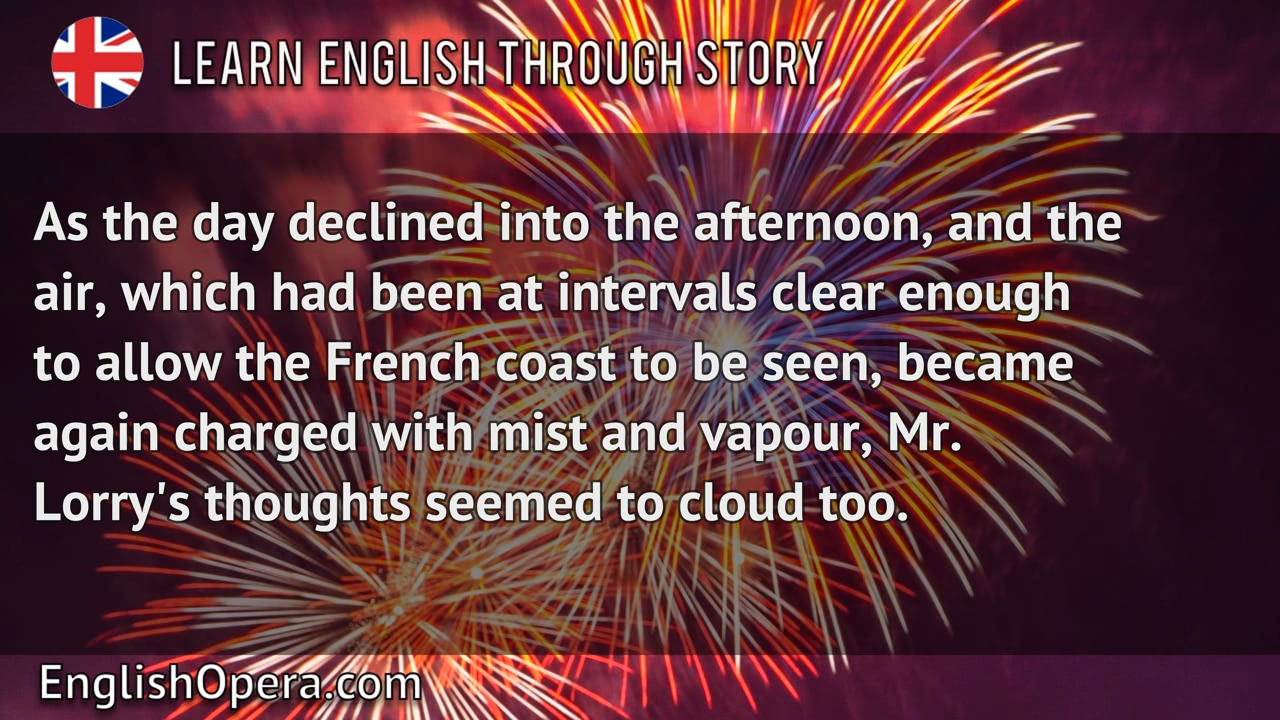 LEARN ENGLISH THROUGH STORY
As the day declined into the afternoon, and the
air, which had been at intervals clear enough
to allow the French coast to be seen, became
again charged with mist and vapour, Mr.
Lorry's thoughts seemed to cloud too.
EnglishOpera.com